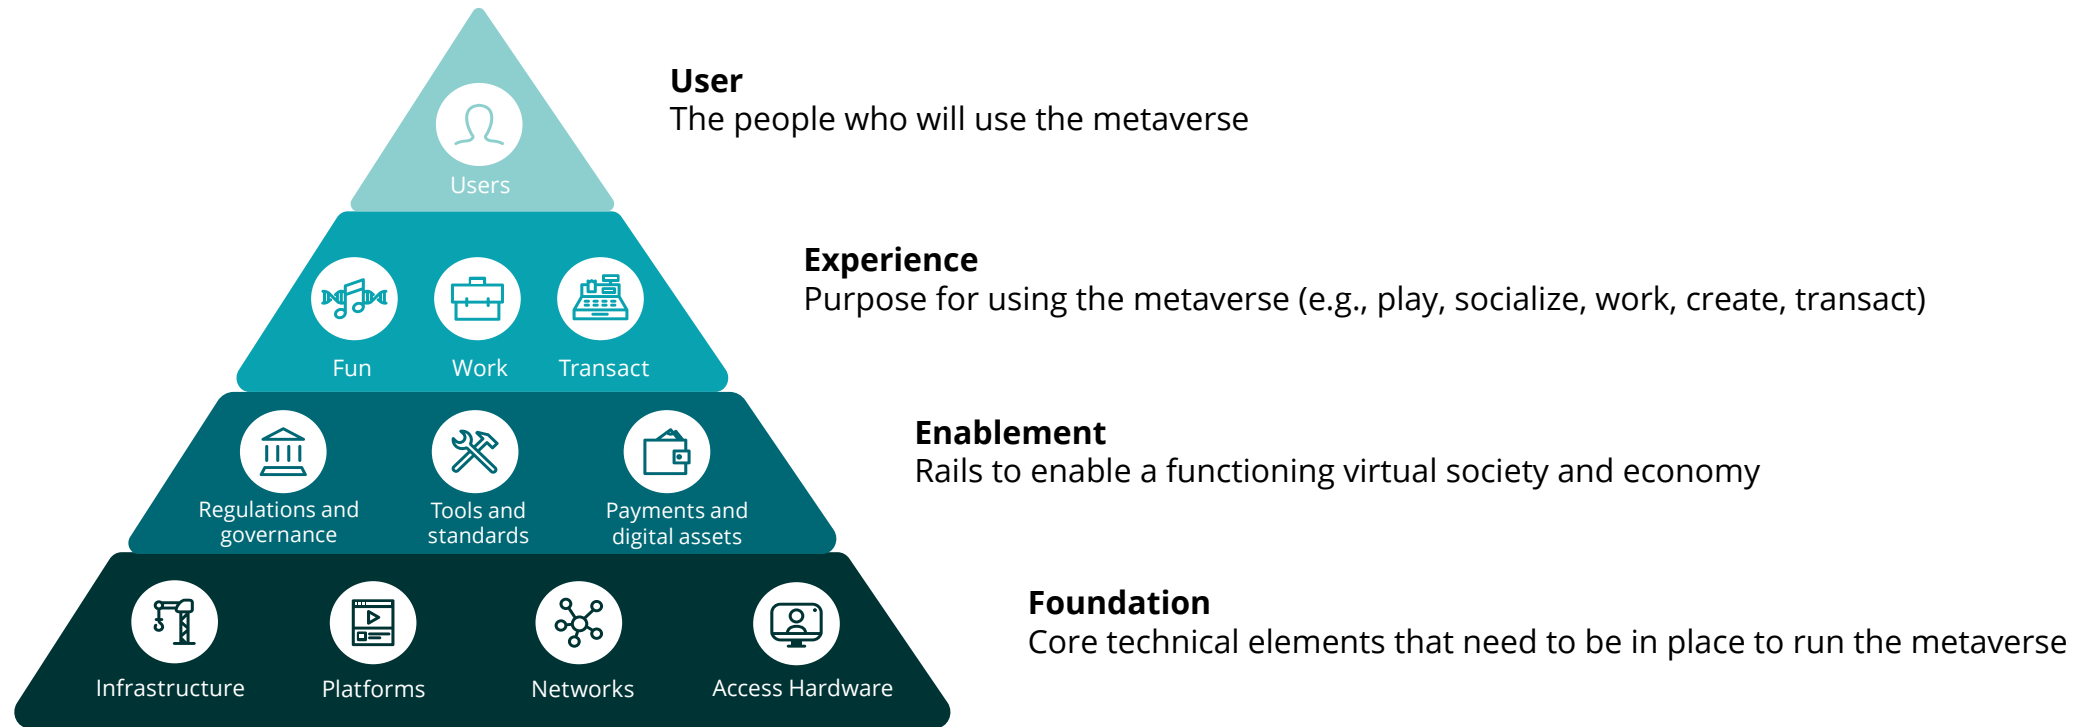 User
The people who will use the metaverse
Users
Experience
Purpose for using the metaverse (e.g., play, socialize, work, create, transact)
Fun
Work
Transact
Enablement
Rails to enable a functioning virtual society and economy
Regulations and
governance
Tools and
standards
Payments and
digital assets
Foundation
Core technical elements that need to be in place to run the metaverse
Infrastructure
Platforms
Networks
Access Hardware